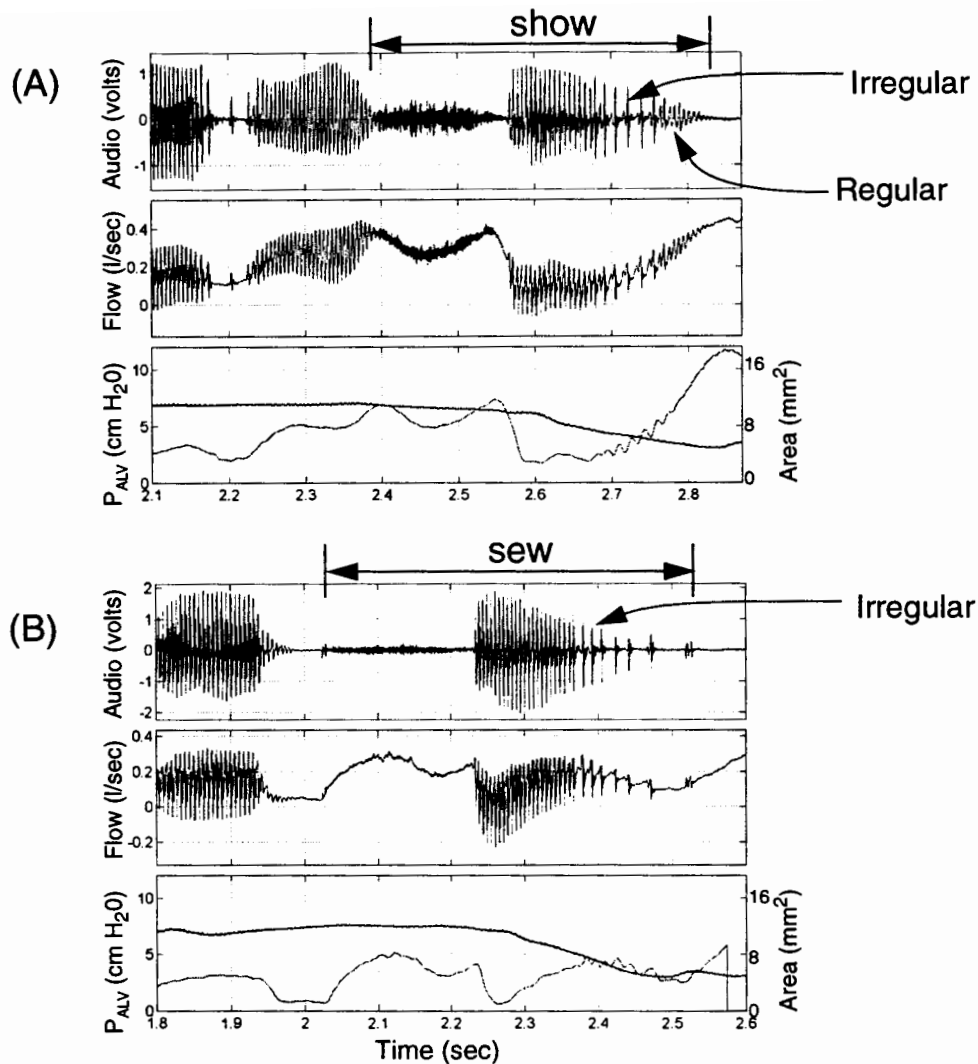 show
(A)
Audio (volts)
1
0
-1
Irregular
Regular
Flow (l/sec)
0.4
0.2
0
P_ALV (cm H20)
10
5
0
16
8
0
Area (mm²)
2.1 2.2 2.3 2.4 2.5 2.6 2.7 2.8
sew
(B)
Audio (volts)
2
1
0
-1
-2
Irregular
Flow (l/sec)
0.4
0.2
0
-0.2
P_ALV (cm H₂0)
10
5
0
16
8
0
Area (mm²)
1.8 1.9 2 2.1 2.2 2.3 2.4 2.5 2.6
Time (sec)